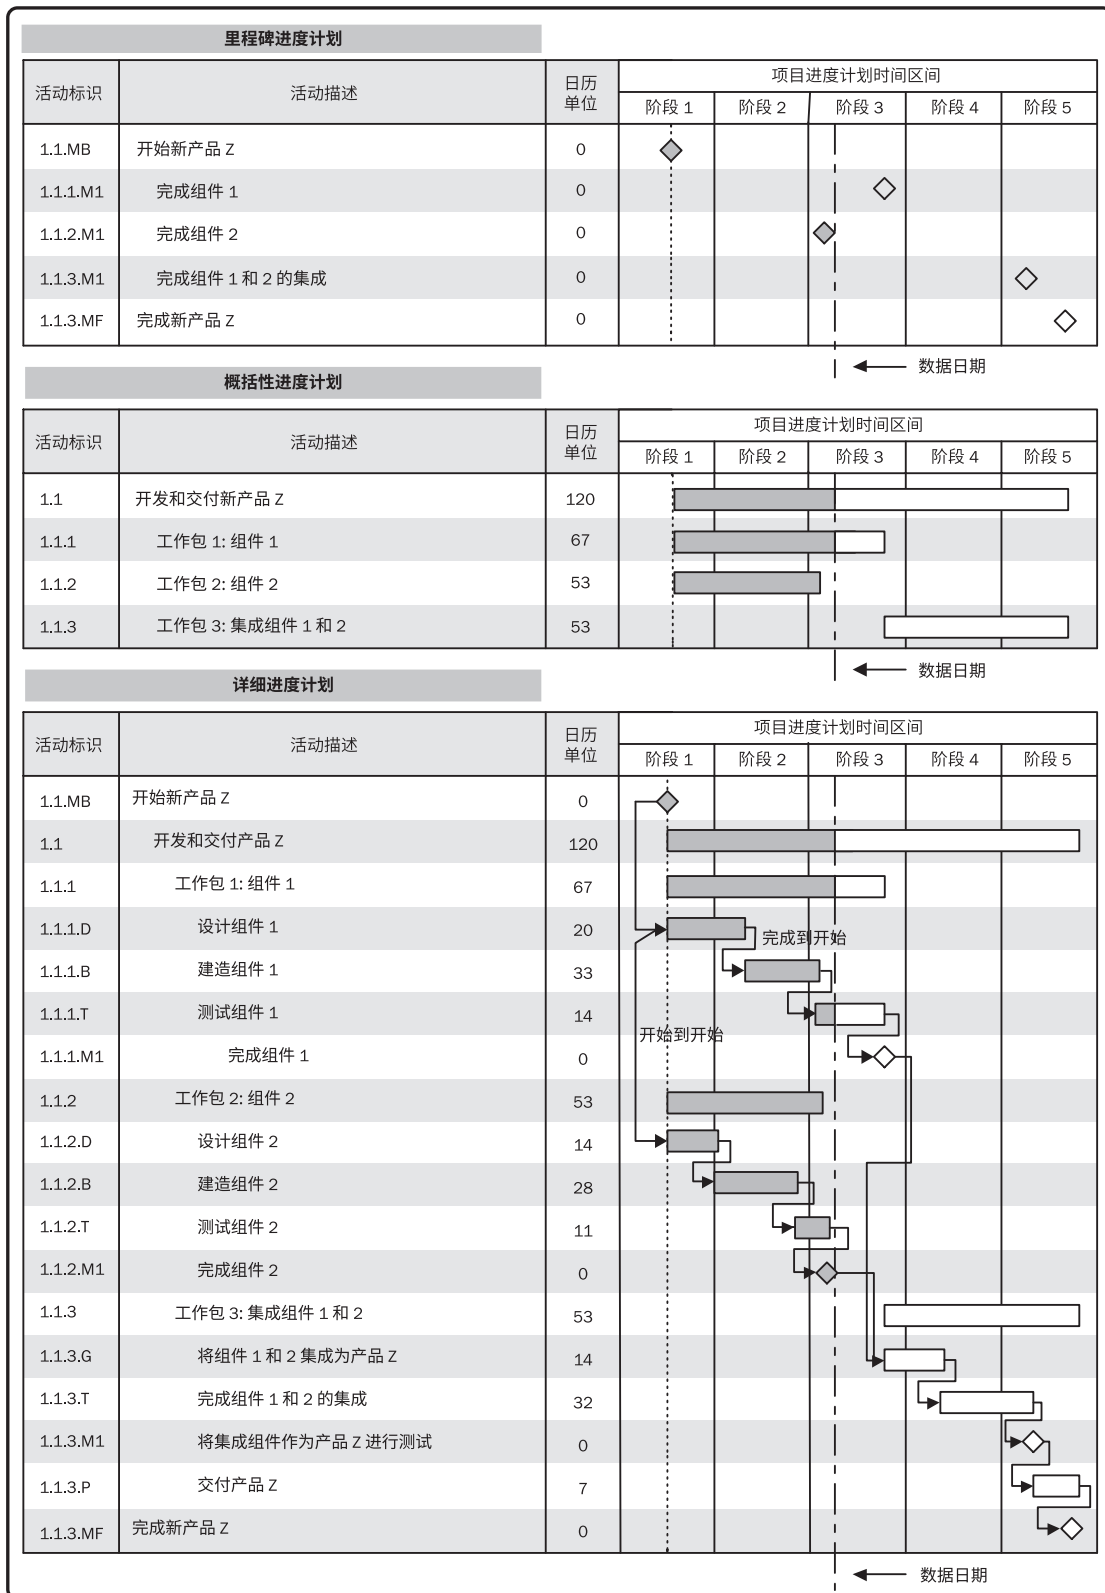 里程碑进度计划
活动标识 活动描述 日历单位 项目进度计划时间区间
阶段 1 阶段 2 阶段 3 阶段 4 阶段 5
1.1.MB 开始新产品 Z 0
1.1.1.M1 完成组件 1 0
1.1.2.M1 完成组件 2 0
1.1.3.M1 完成组件 1 和 2 的集成 0
1.1.3.MF 完成新产品 Z 0
数据日期
概括性进度计划
活动标识 活动描述 日历单位 项目进度计划时间区间
阶段 1 阶段 2 阶段 3 阶段 4 阶段 5
1.1 开发和交付新产品 Z 120
1.1.1 工作包 1: 组件 1 67
1.1.2 工作包 2: 组件 2 53
1.1.3 工作包 3: 集成组件 1 和 2 53
数据日期
详细进度计划
活动标识 活动描述 日历单位 项目进度计划时间区间
阶段 1 阶段 2 阶段 3 阶段 4 阶段 5
1.1.MB 开始新产品 Z 0
1.1 开发和交付产品 Z 120
1.1.1 工作包 1: 组件 1 67
1.1.1.D 设计组件 1 20
完成到开始
1.1.1.B 建造组件 1 33
1.1.1.T 测试组件 1 14
开始到开始
1.1.1.M1 完成组件 1 0
1.1.2 工作包 2: 组件 2 53
1.1.2.D 设计组件 2 14
1.1.2.B 建造组件 2 28
1.1.2.T 测试组件 2 11
1.1.2.M1 完成组件 2 0
1.1.3 工作包 3: 集成组件 1 和 2 53
1.1.3.G 将组件 1 和 2 集成为产品 Z 14
1.1.3.T 完成组件 1 和 2 的集成 32
1.1.3.M1 将集成组件作为产品 Z 进行测试 0
1.1.3.P 交付产品 Z 7
1.1.3.MF 完成新产品 Z 0
数据日期